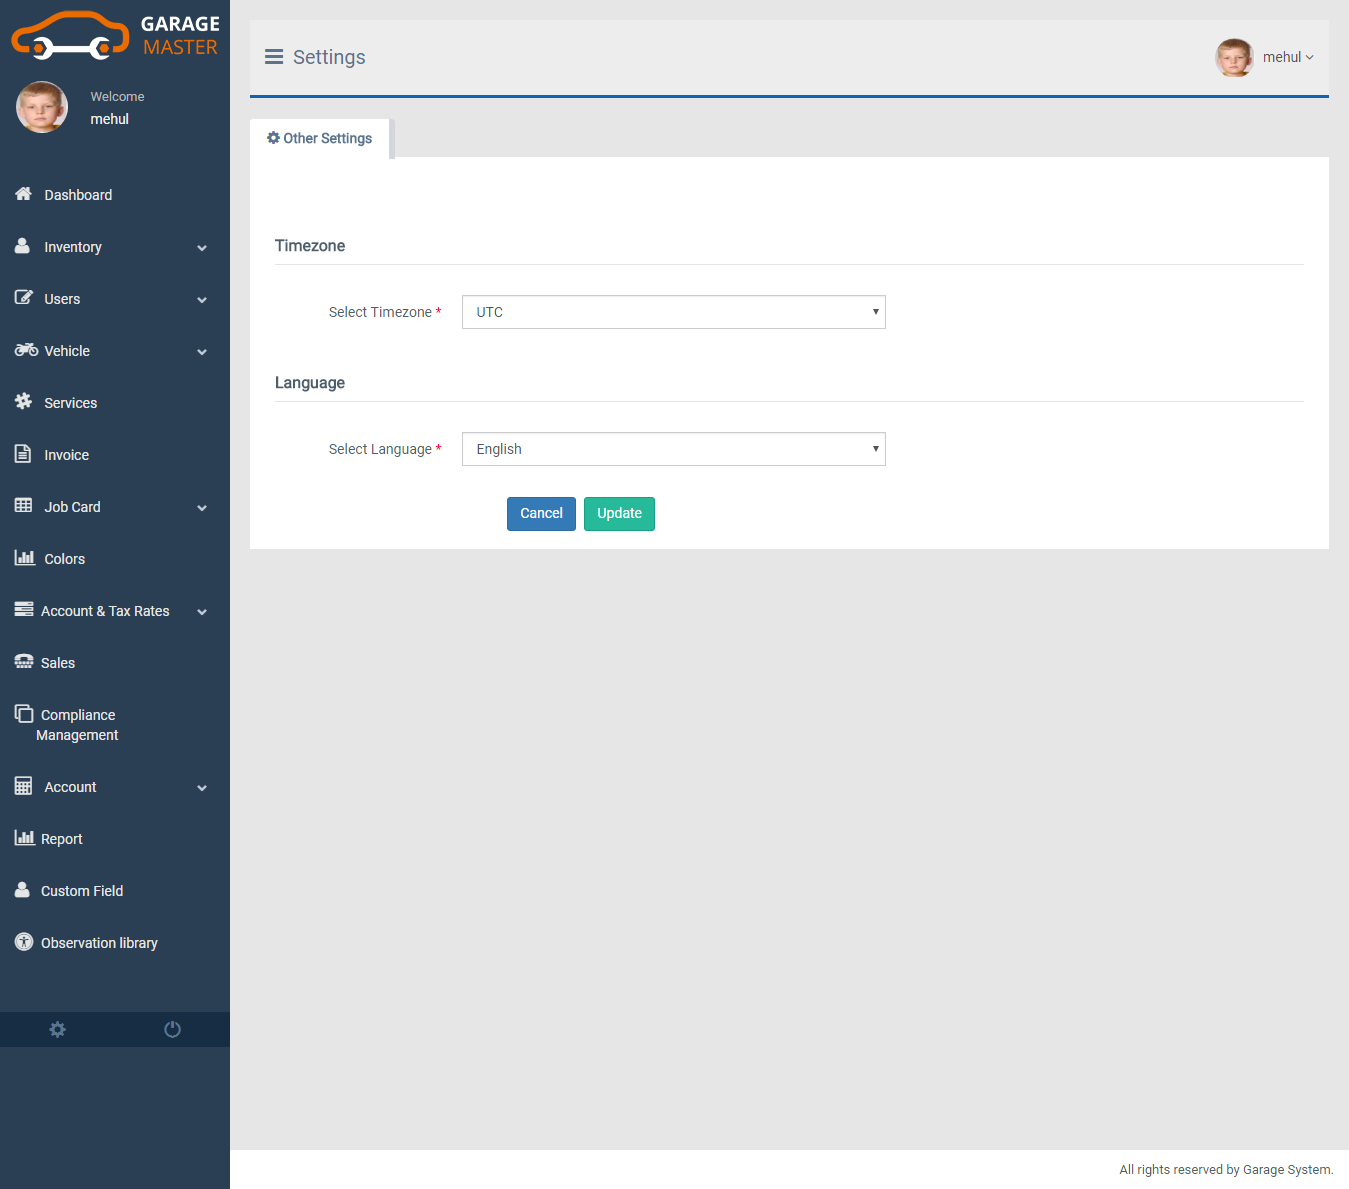 GARAGE
MASTER
Welcome
mehul
Dashboard
Inventory
Users
Vehicle
Services
Invoice
Job Card
Colors
Account & Tax Rates
Sales
Compliance
Management
Account
Report
Custom Field
Observation library
Settings
mehul
Other Settings
Timezone
Select Timezone * UTC
Language
Select Language * English
Cancel Update
All rights reserved by Garage System.